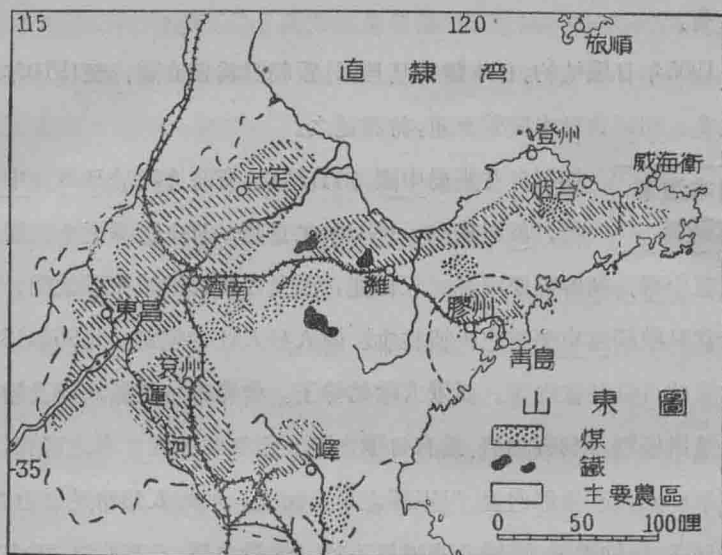 115
120
旅順
直隸湾
登州
威海衛
烟台
武定
濟南
濰
膠州
青島
東昌
兗州
運河
嶧
35
山東圖
煤
鐵
主要農區
0 50 100哩